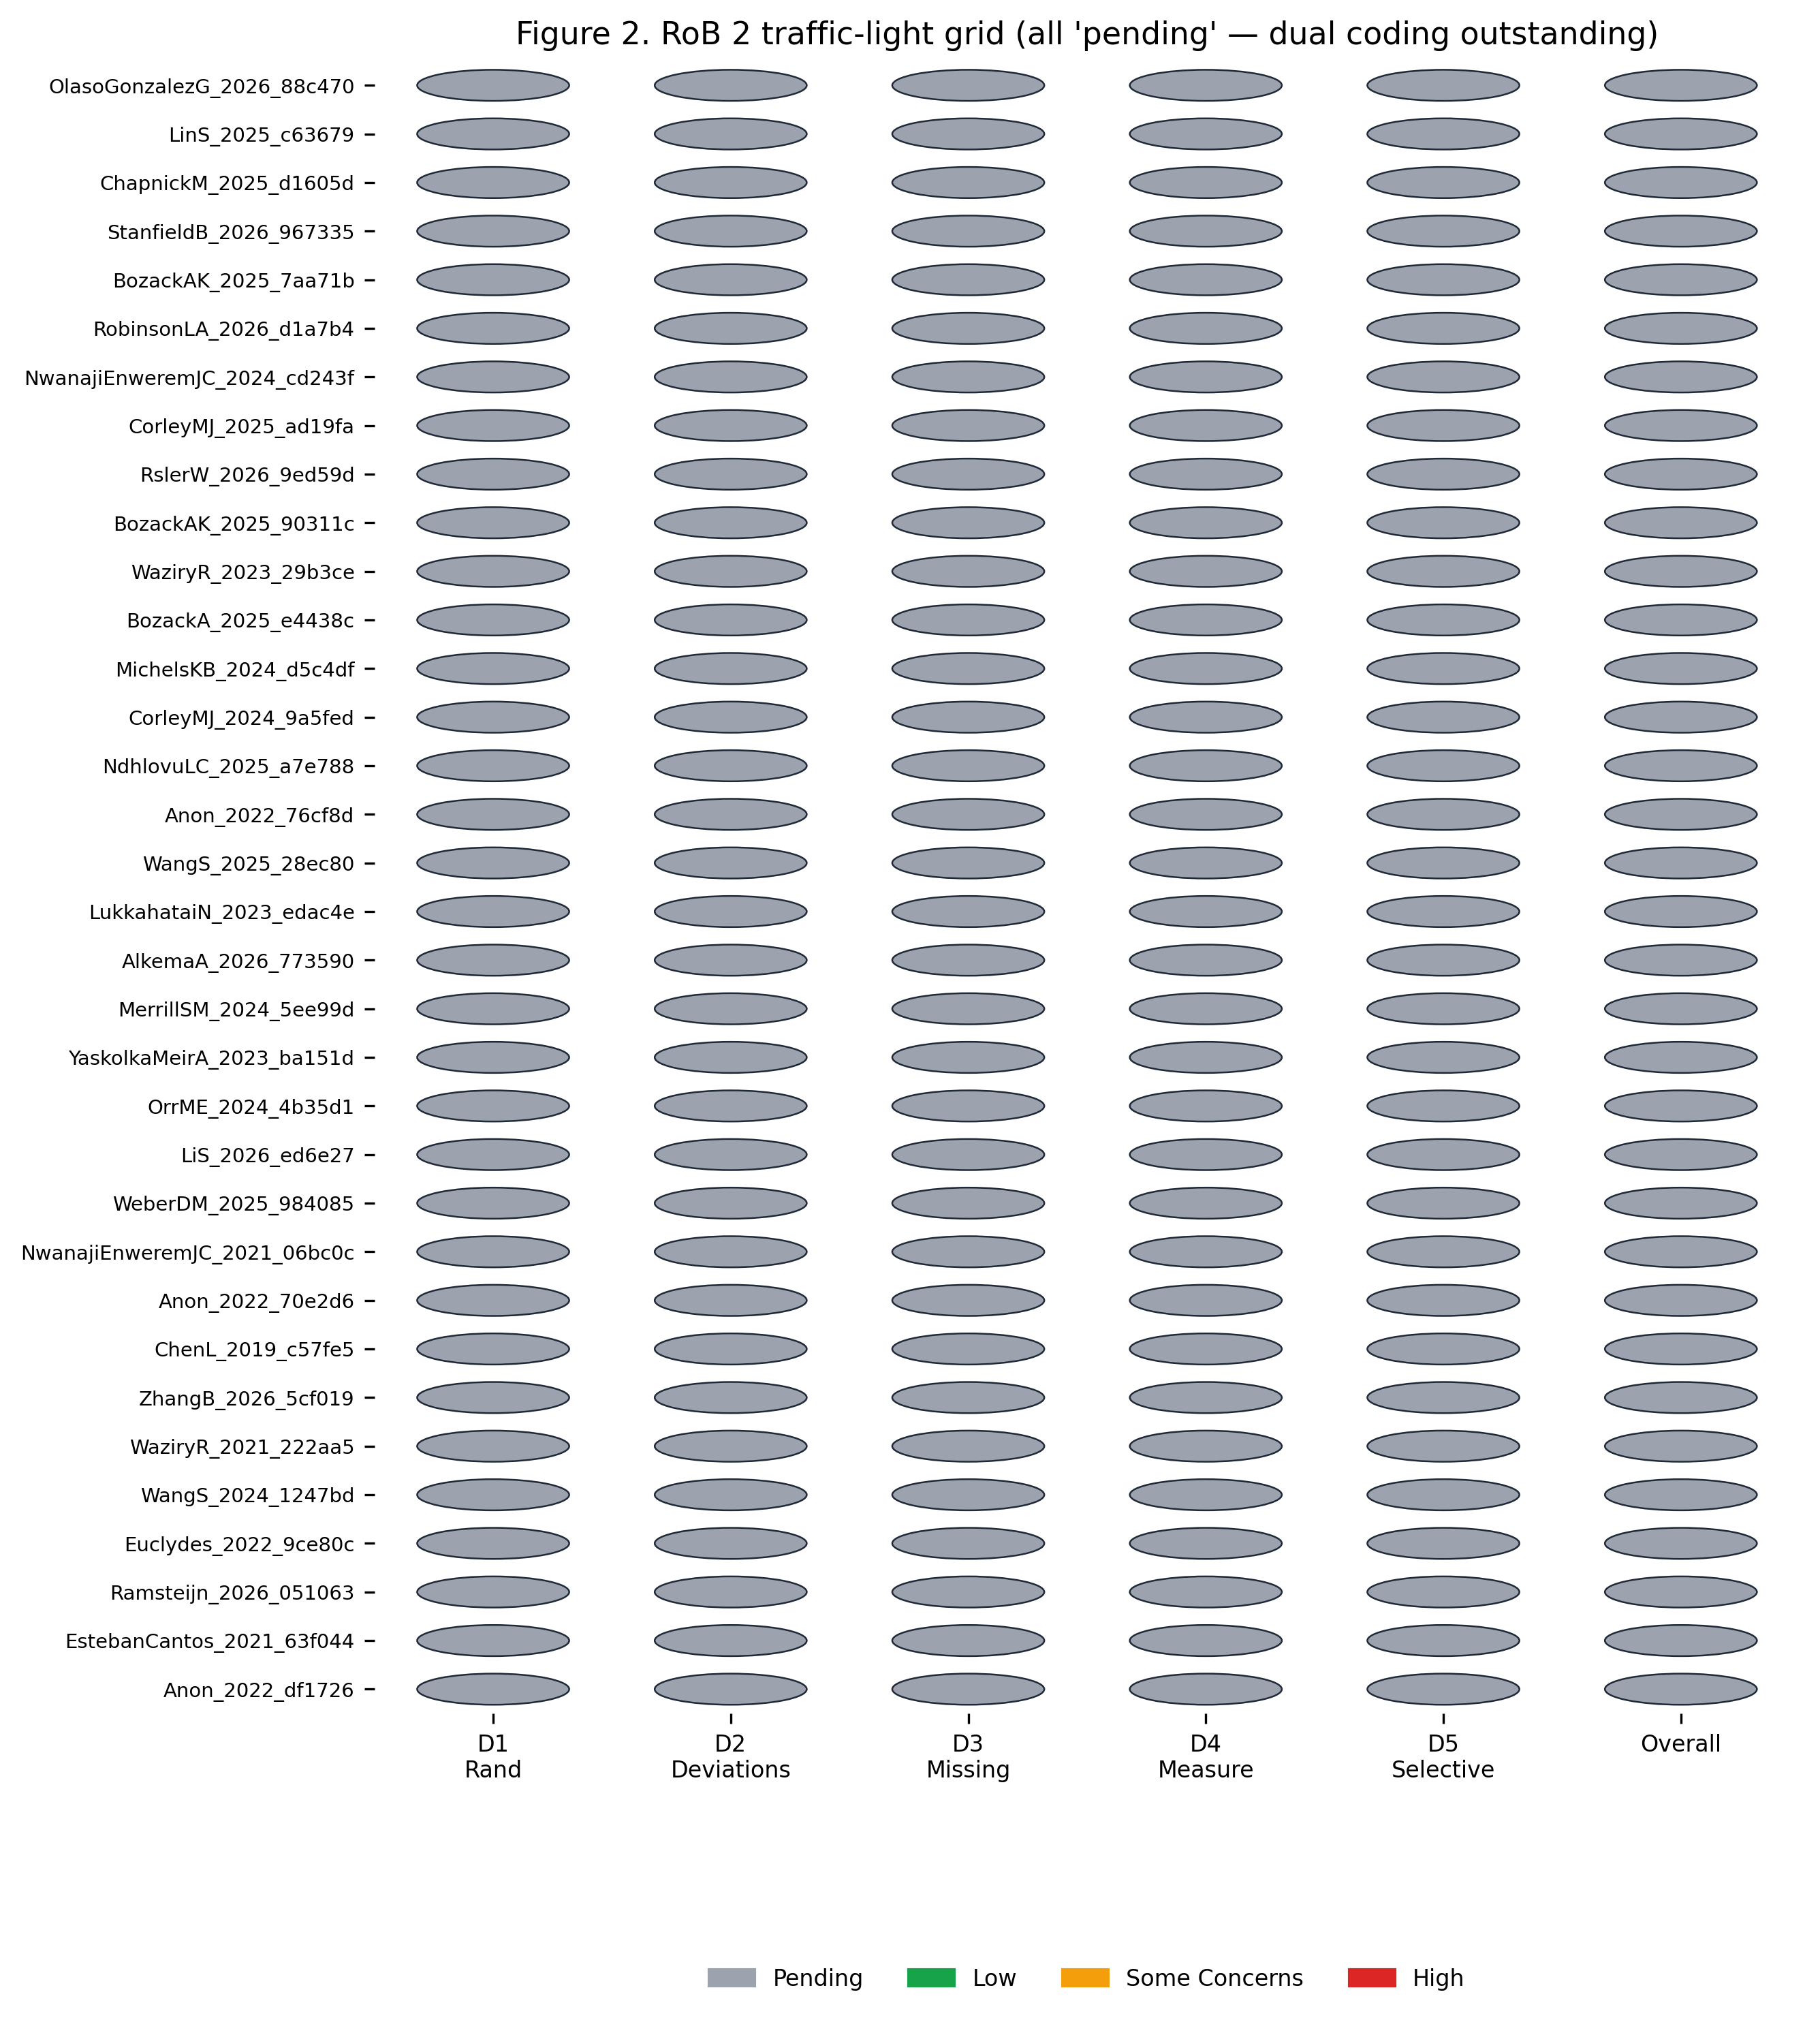 Figure 2. RoB 2 traffic-light grid (all 'pending' — dual coding outstanding)
OlasoGonzalezG_2026_88c470
LinS_2025_c63679
ChapnickM_2025_d1605d
StanfieldB_2026_967335
BozackAK_2025_7aa71b
RobinsonLA_2026_d1a7b4
NwanajiEnweremJC_2024_cd243f
CorleyMJ_2025_ad19fa
RslerW_2026_9ed59d
BozackAK_2025_90311c
WaziryR_2023_29b3ce
BozackA_2025_e4438c
MichelsKB_2024_d5c4df
CorleyMJ_2024_9a5fed
NdhlovuLC_2025_a7e788
Anon_2022_76cf8d
WangS_2025_28ec80
LukkahataiN_2023_edac4e
AlkemaA_2026_773590
MerrillSM_2024_5ee99d
YaskolkaMeirA_2023_ba151d
OrrME_2024_4b35d1
LiS_2026_ed6e27
WeberDM_2025_984085
NwanajiEnweremJC_2021_06bc0c
Anon_2022_70e2d6
ChenL_2019_c57fe5
ZhangB_2026_5cf019
WaziryR_2021_222aa5
WangS_2024_1247bd
Euclydes_2022_9ce80c
Ramsteijn_2026_051063
EstebanCantos_2021_63f044
Anon_2022_df1726
D1 D2 D3 D4 D5 Overall
Rand Deviations Missing Measure Selective
Pending Low Some Concerns High